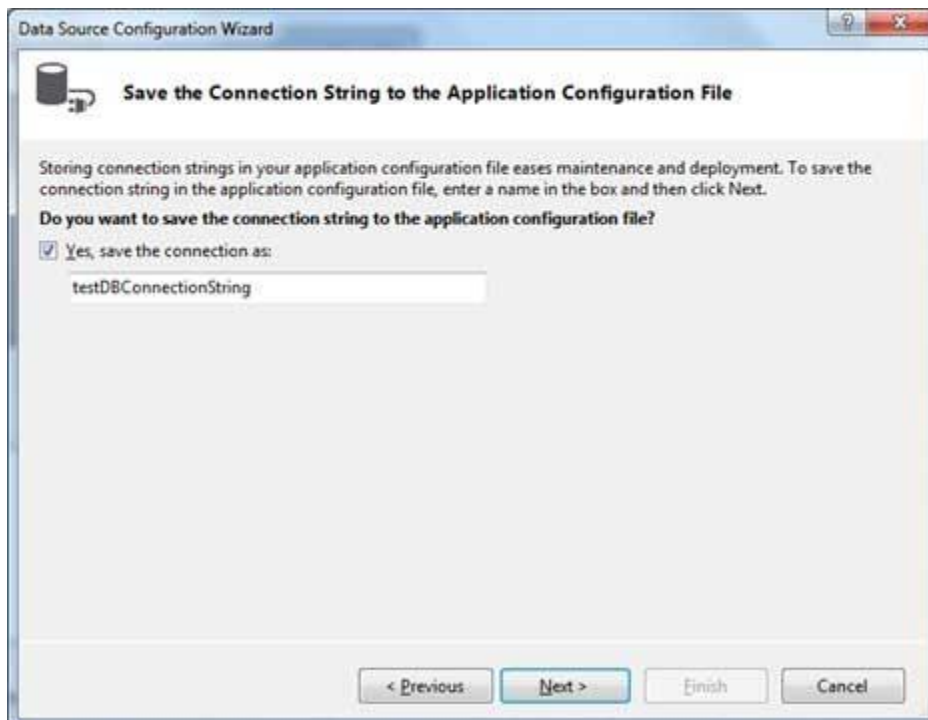 Data Source Configuration Wizard
Save the Connection String to the Application Configuration File
Storing connection strings in your application configuration file eases maintenance and deployment. To save the
connection string in the application configuration file, enter a name in the box and then click Next.
Do you want to save the connection string to the application configuration file?
Yes, save the connection as:
testDBConnectionString
< Previous
Next >
Finish
Cancel